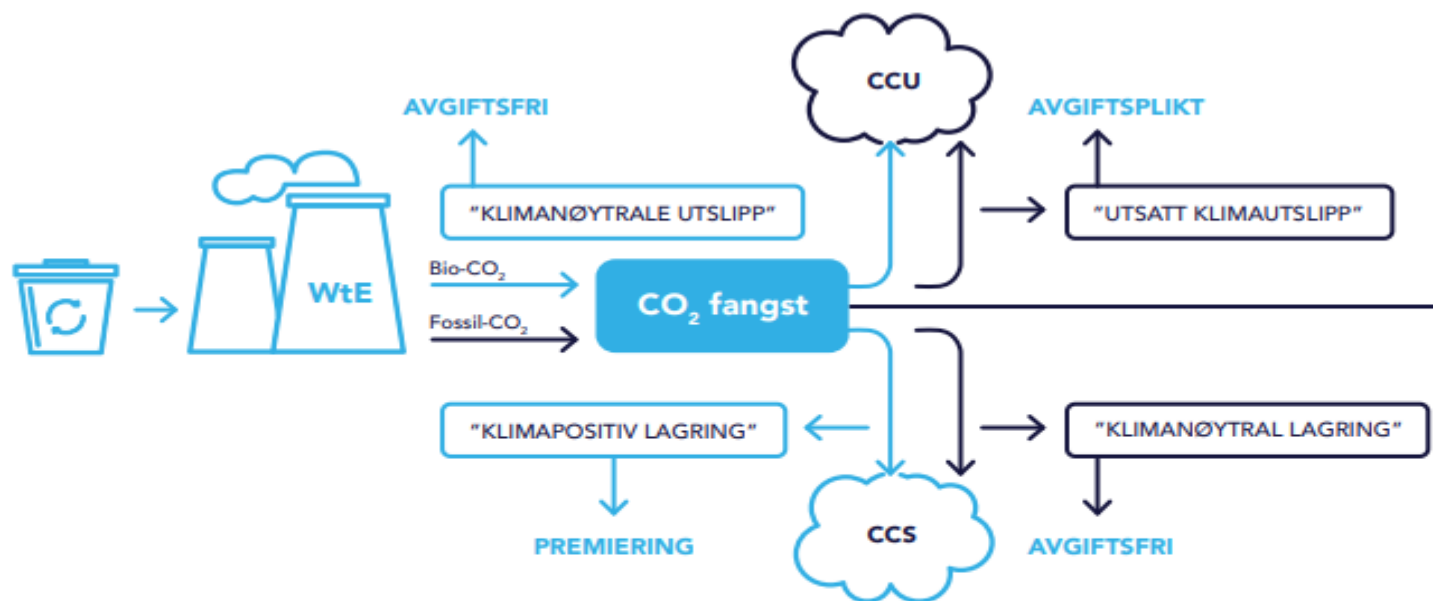 CCU
AVGIFTSFRI
AVGIFTSPLIKT
"KLIMANØYTRALE UTSLIPP"
"UTSATT KLIMAUTSLIPP"
Bio-CO₂
WtE
CO₂ fangst
Fossil-CO₂
"KLIMAPOSITIV LAGRING"
"KLIMANØYTRAL LAGRING"
CCS
PREMIERING
AVGIFTSFRI